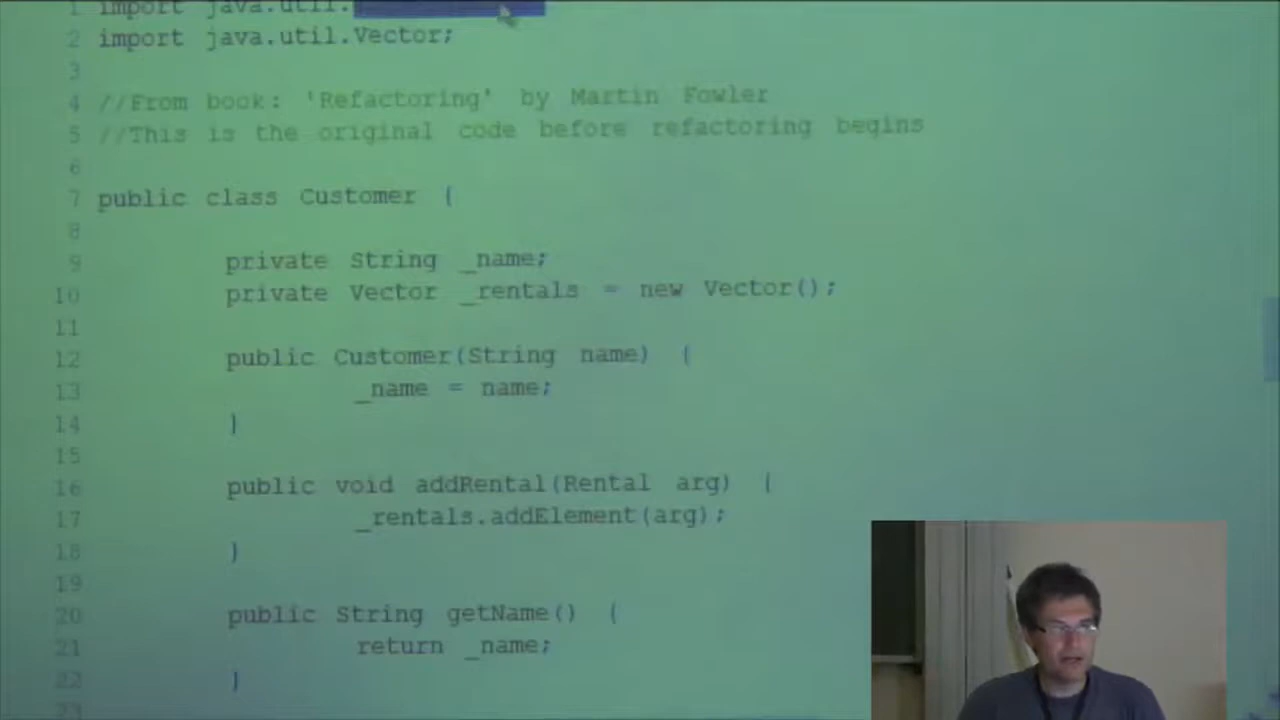 1 import java.util.
2 import java.util.Vector;
3
4 //From book: 'Refactoring' by Martin Fowler
5 //This is the original code before refactoring begins
6
7 public class Customer {
8
9 private String _name;
10 private Vector _rentals = new Vector();
11
12 public Customer(String name) {
13 _name = name;
14 }
15
16 public void addRental(Rental arg) {
17 _rentals.addElement(arg);
18 }
19
20 public String getName() {
21 return _name;
22 }
23